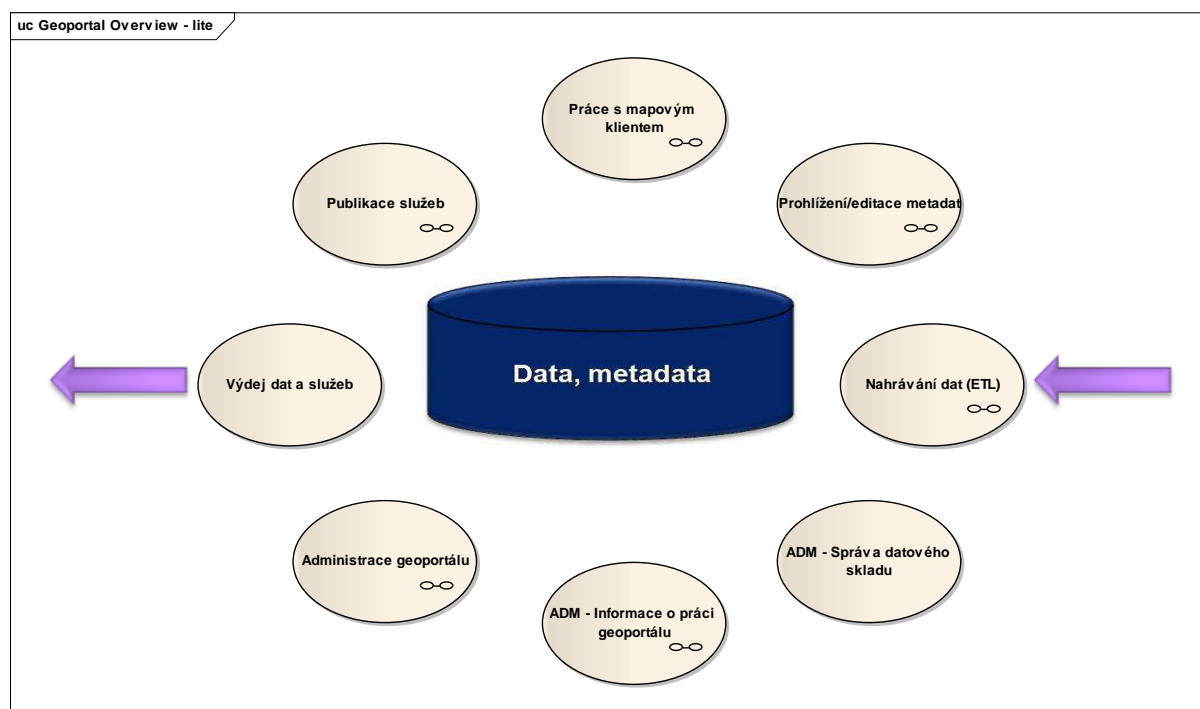 uc Geoportal Overview - lite
Práce s mapovým
klientem
Publikace služeb
Prohlížení/editace metadat
Data, metadata
Výdej dat a služeb
Nahrávání dat (ETL)
Administrace geoportálu
ADM - Správa datového
skladu
ADM - Informace o práci
geoportálu